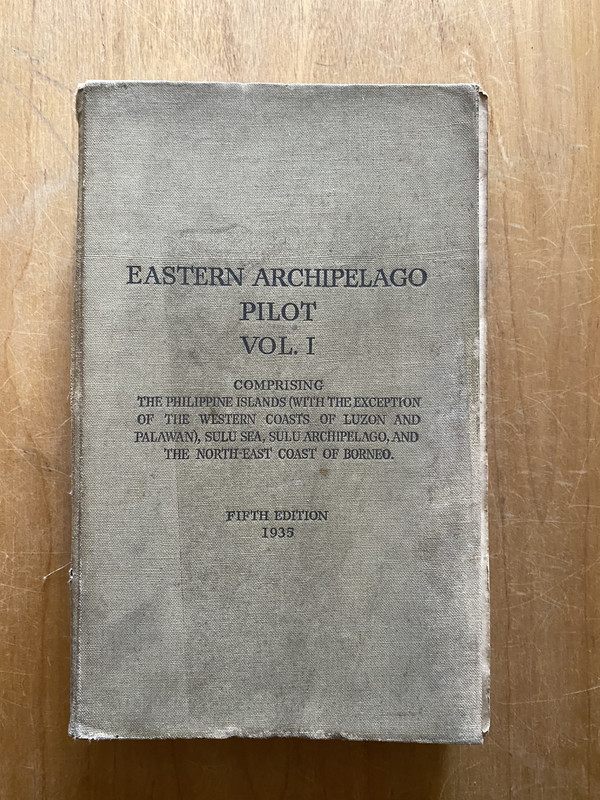 EASTERN ARCHIPELAGO
PILOT
VOL. I
COMPRISING
THE PHILIPPINE ISLANDS (WITH THE EXCEPTION
OF THE WESTERN COASTS OF LUZON AND
PALAWAN), SULU SEA, SULU ARCHIPELAGO, AND
THE NORTH-EAST COAST OF BORNEO.
FIFTH EDITION
1935